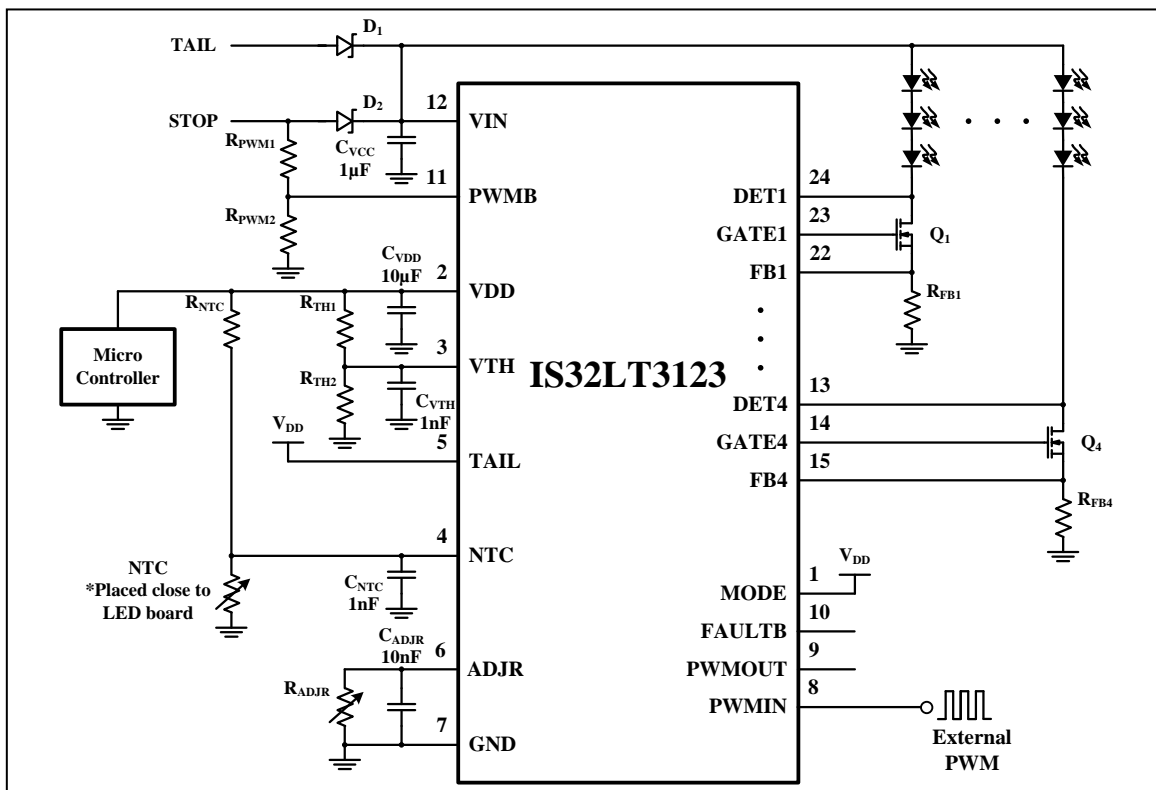 TAIL
D1
STOP
D2
12
VIN
RPWM1
CVCC
1µF
11
PWMB
RPWM2
CVDD
10µF
2
VDD
RNTC
RTH1
Micro
Controller
3
VTH
RTH2
CVTH
1nF
VDD
5
TAIL
4
NTC
NTC
*Placed close to
LED board
CNTC
1nF
CADJR
10nF
6
ADJR
RADJR
7
GND
IS32LT3123
24
DET1
23
GATE1
Q1
22
FB1
RFB1
13
DET4
14
GATE4
Q4
15
FB4
RFB4
VDD
1
MODE
10
FAULTB
9
PWMOUT
8
PWMIN
External
PWM